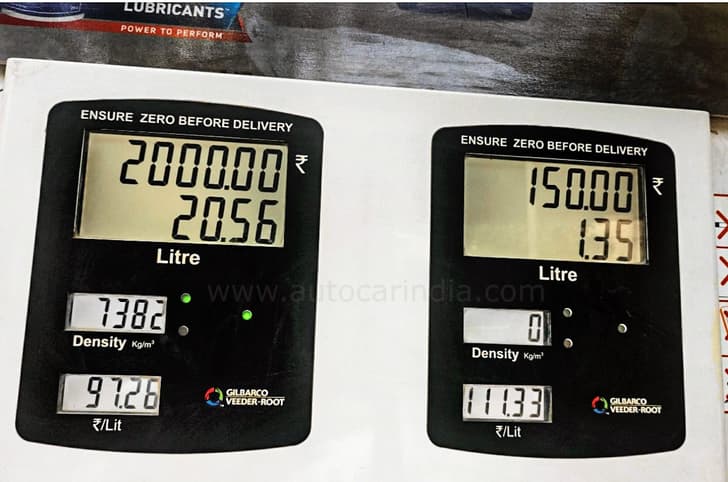 LUBRICANTS
POWER TO PERFORM
ENSURE ZERO BEFORE DELIVERY
2000.00 ₹
20.56
Litre
7382
Density Kg/m³
97.26
₹/Lit
GILBARCO
VEEDER-ROOT
ENSURE ZERO BEFORE DELIVERY
150.00 ₹
1.35
Litre
0
Density Kg/m³
111.33
₹/Lit
GILBARCO
VEEDER-ROOT
www.autocarindia.com